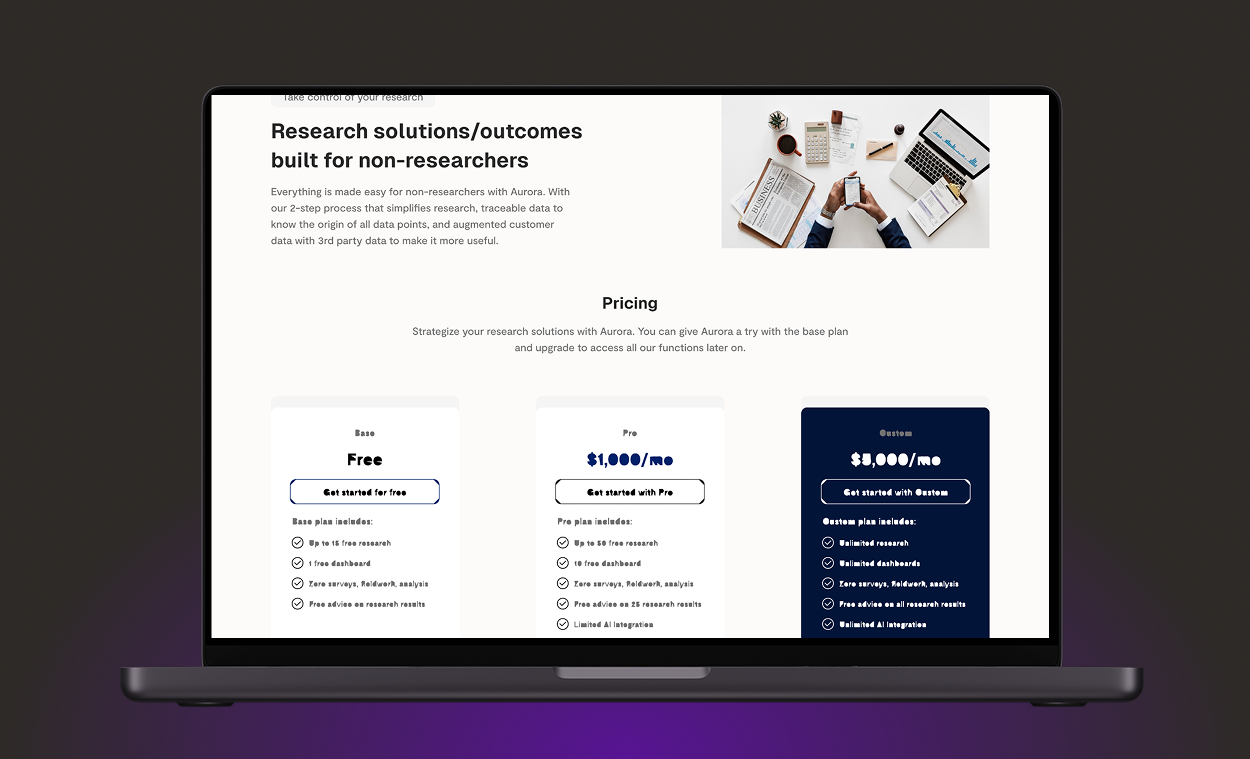 Take control of your research
Research solutions/outcomes
built for non-researchers
Everything is made easy for non-researchers with Aurora. With
our 2-step process that simplifies research, traceable data to
know the origin of all data points, and augmented customer
data with 3rd party data to make it more useful.
BUSINESS
Pricing
Strategize your research solutions with Aurora. You can give Aurora a try with the base plan
and upgrade to access all our functions later on.
Base
Free
Get started for free
Base plan includes:
Up to 15 free research
1 free dashboard
Zero surveys, fieldwork, analysis
Free advice on research results
Pro
$1,000/mo
Get started with Pro
Pro plan includes:
Up to 50 free research
10 free dashboard
Zero surveys, fieldwork, analysis
Free advice on 25 research results
Limited AI Integration
Custom
$5,000/mo
Get started with Custom
Custom plan includes:
Unlimited research
Unlimited dashboards
Zero surveys, fieldwork, analysis
Free advice on all research results
Unlimited AI Integration